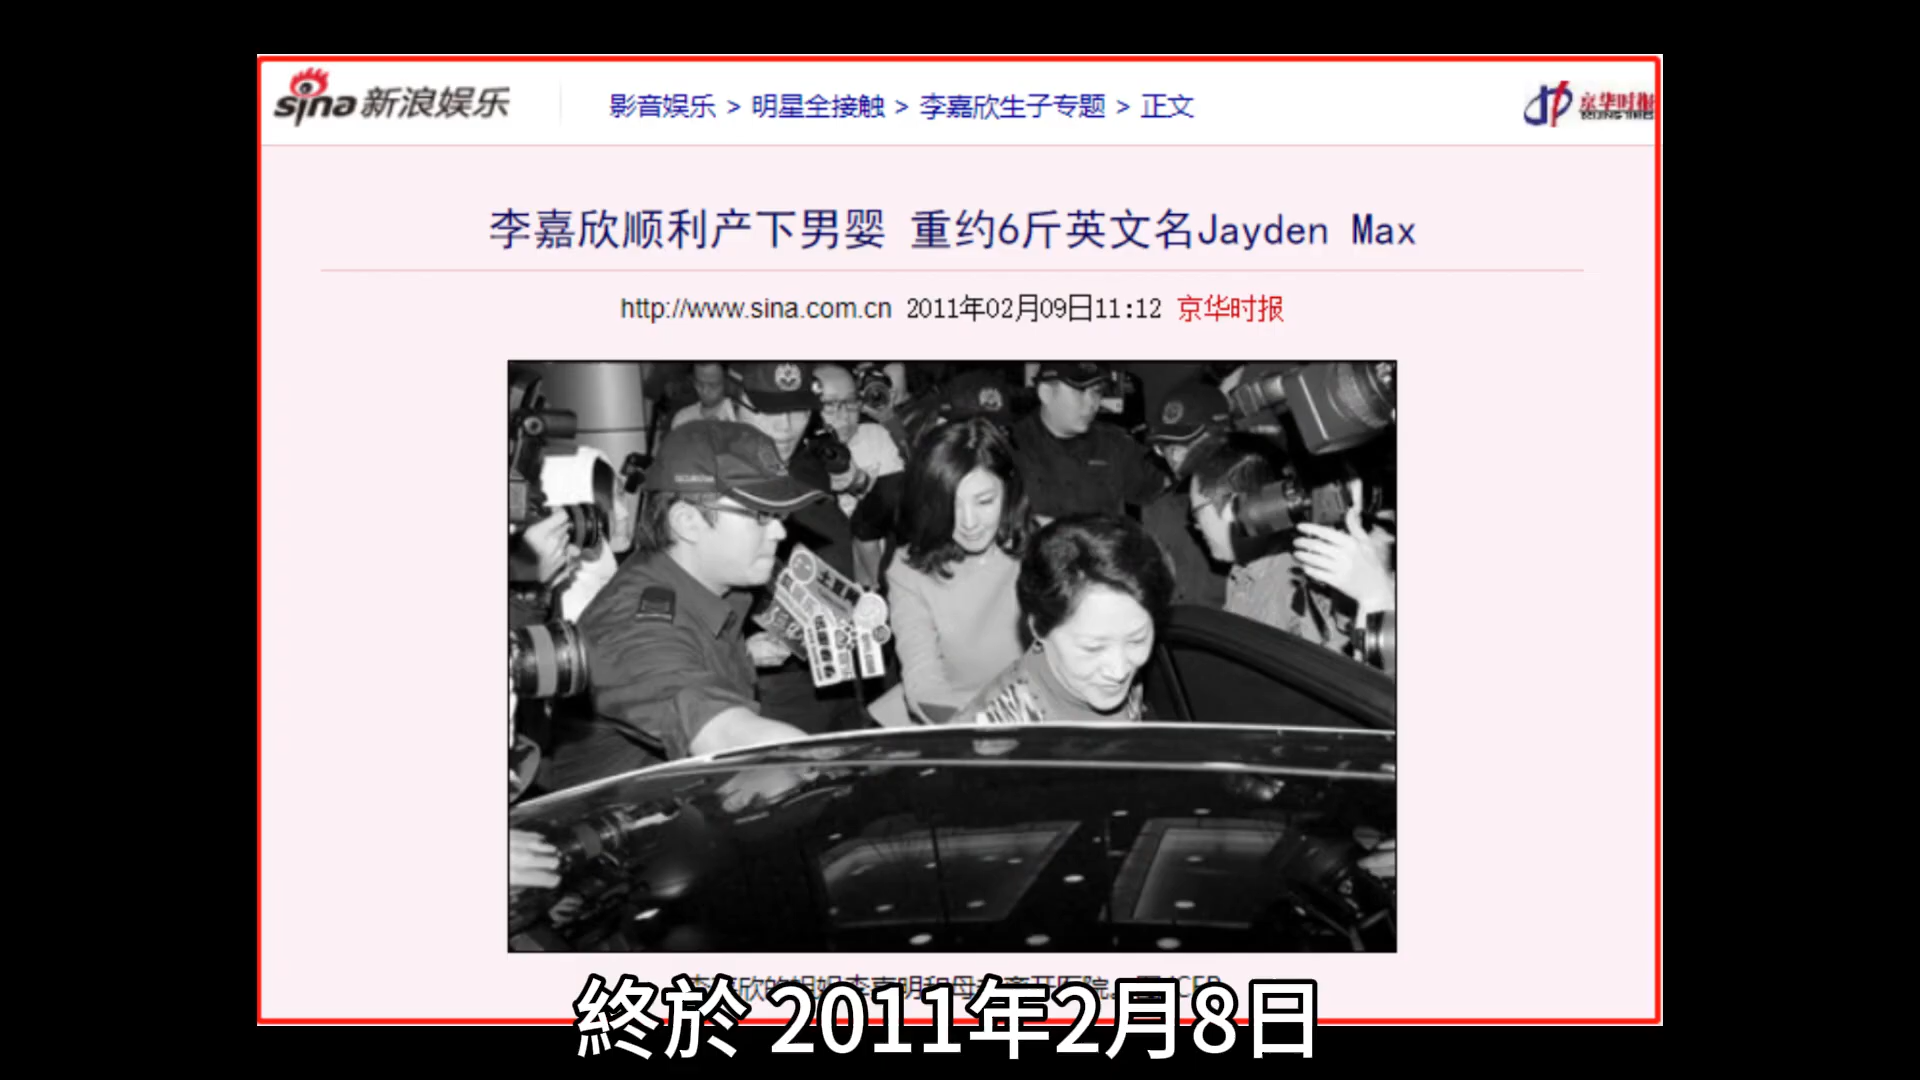 sina新浪娱乐
影音娱乐 > 明星全接触 > 李嘉欣生子专题 > 正文
京华时报
李嘉欣顺利产下男婴 重约6斤英文名Jayden Max
http://www.sina.com.cn 2011年02月09日11:12 京华时报
終於 2011年2月8日